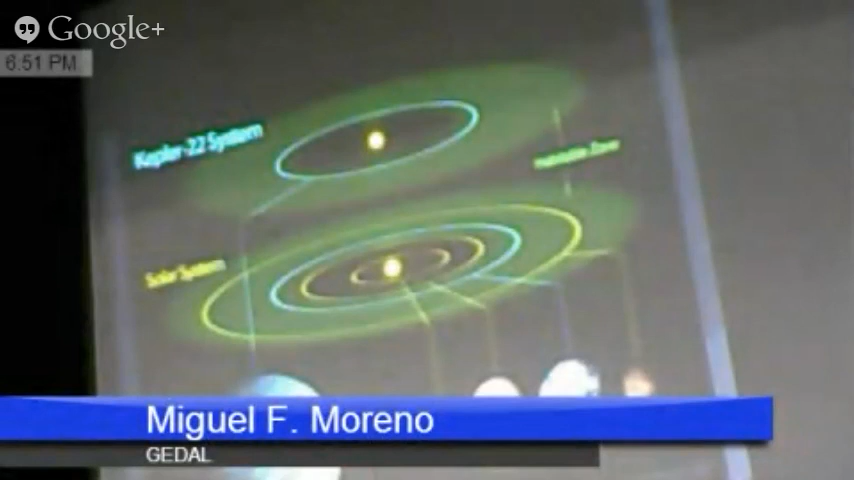 Google+
6:51 PM
Kepler-22 System
Habitable Zone
Solar System
Miguel F. Moreno
GEDAL